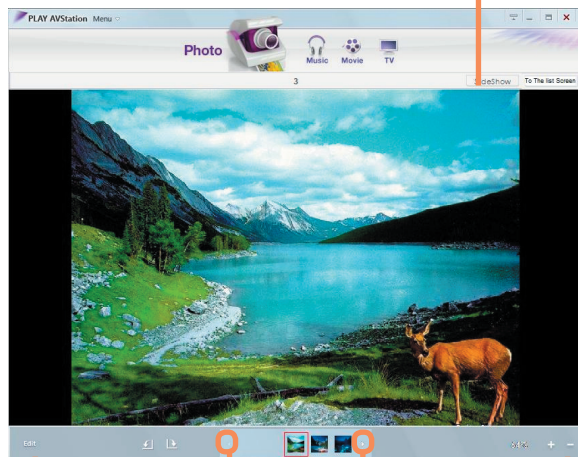 PLAY AVStation Menu
Photo
Music Movie TV
3
SlideShow To The list Screen
Edit